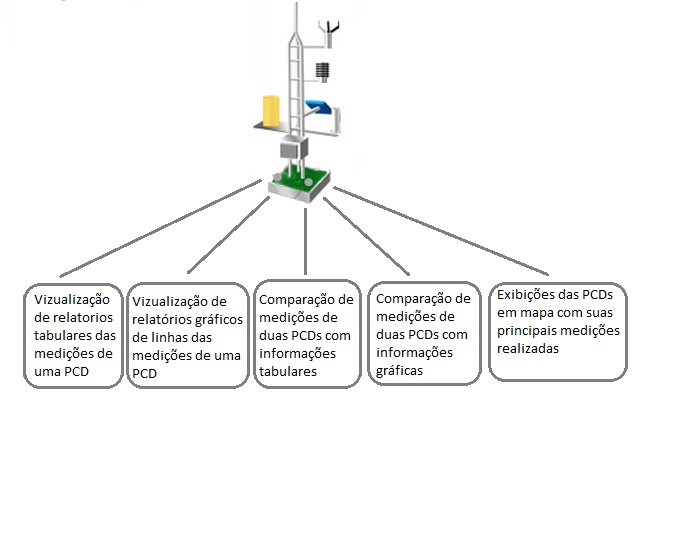 Vizualização
de relatorios
tabulares das
medições de
uma PCD
Vizualização de
relatórios gráficos
de linhas das
medições de uma
PCD
Comparação de
medições de
duas PCDs com
informações
tabulares
Comparação de
medições de
duas PCDs com
informações
gráficas
Exibições das PCDs
em mapa com suas
principais medições
realizadas